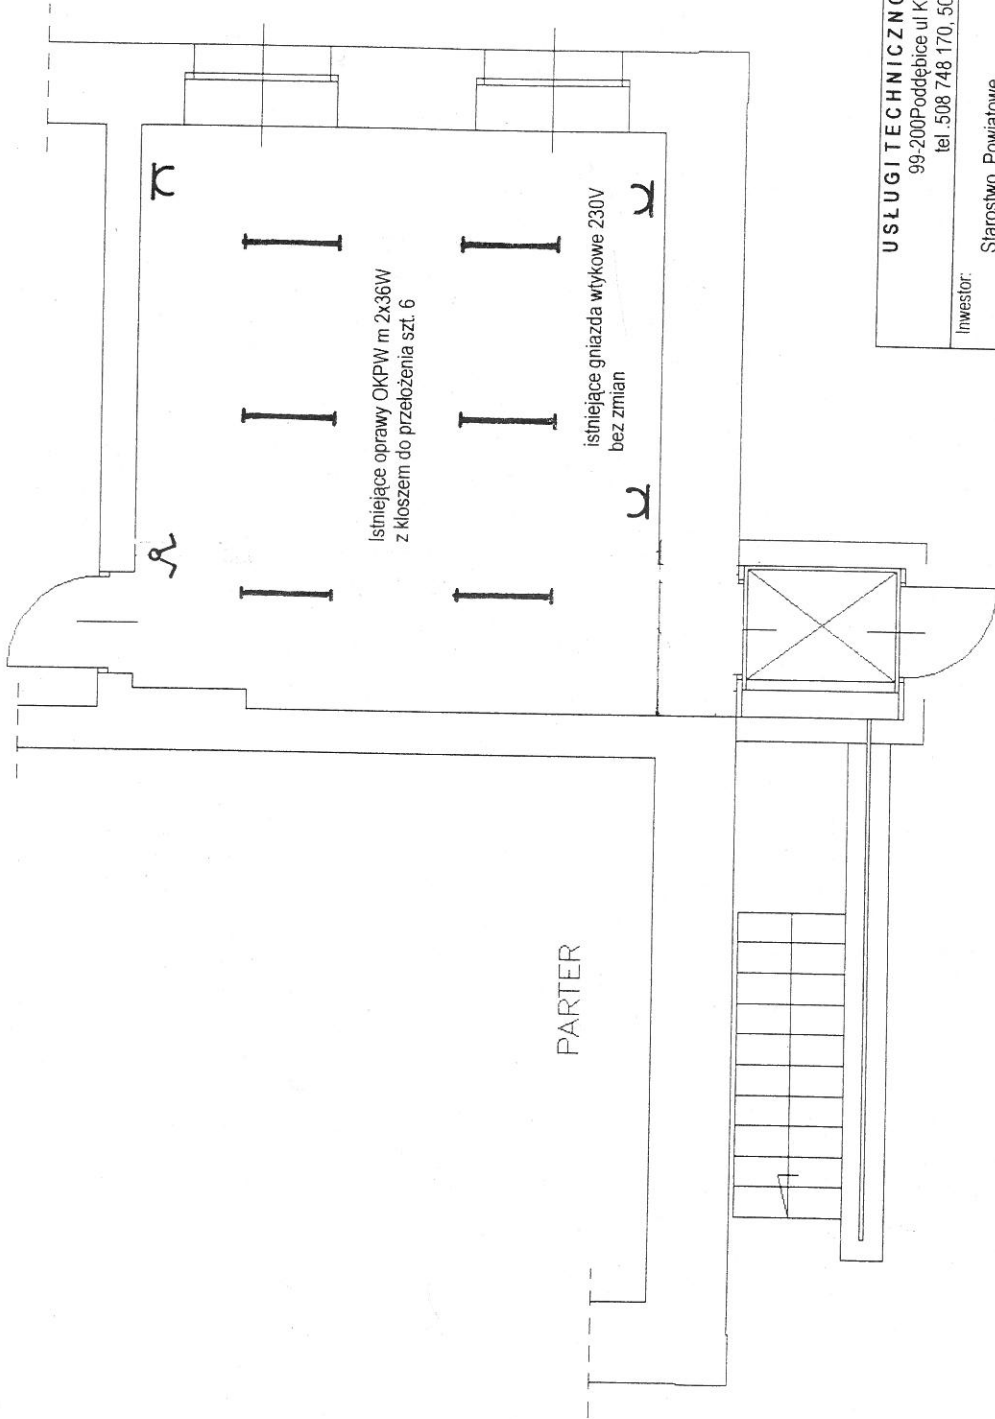 Istniejące oprawy OKPW m 2x36W
z kloszem do przełożenia szt. 6
istniejące gniazda wtykowe 230V
bez zmian
PARTER
USŁUGI TECHNICZNO
99-200Poddębice ul K
tel .508 748 170, 50
Inwestor:
Starostwo Powiatowe